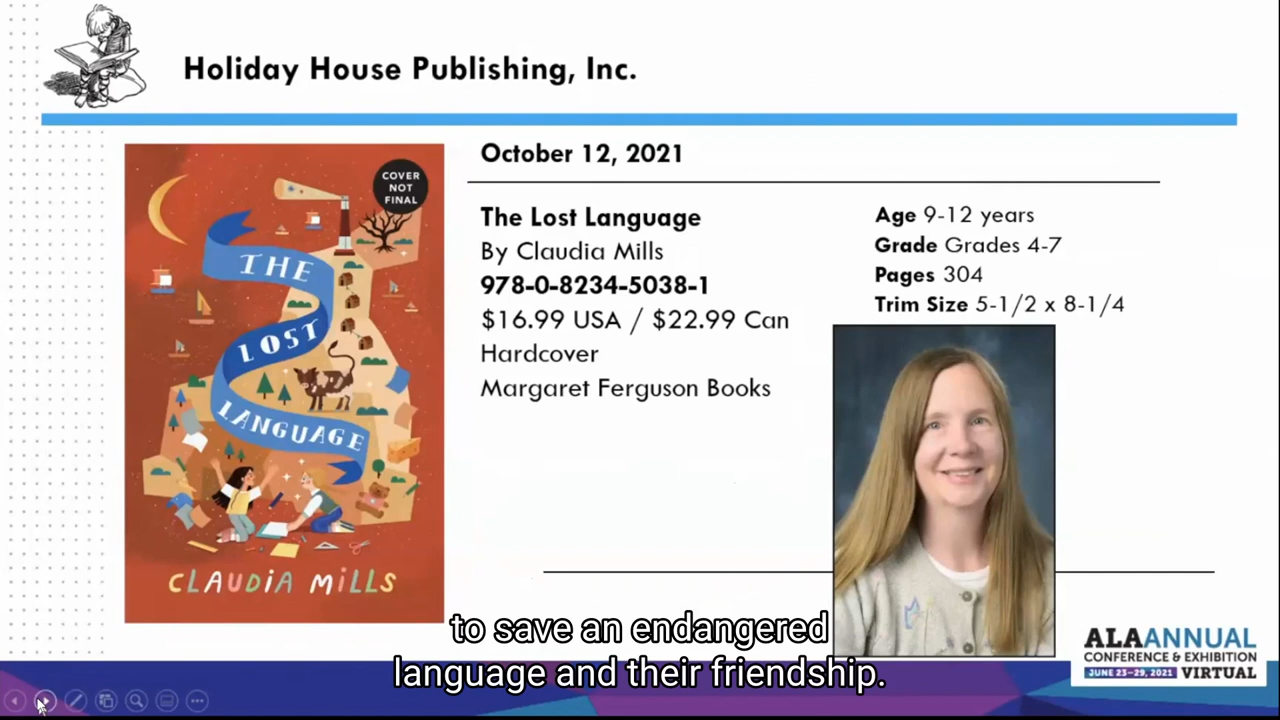 Holiday House Publishing, Inc.
COVER
NOT
FINAL
THE
LOST
LANGUAGE
CLAUDIA MILLS
October 12, 2021
The Lost Language
By Claudia Mills
978-0-8234-5038-1
$16.99 USA / $22.99 Can
Hardcover
Margaret Ferguson Books
Age 9-12 years
Grade Grades 4-7
Pages 304
Trim Size 5-1/2 x 8-1/4
to save an endangered
language and their friendship.
ALAANNUAL
CONFERENCE & EXHIBITION
JUNE 23–29, 2021 VIRTUAL